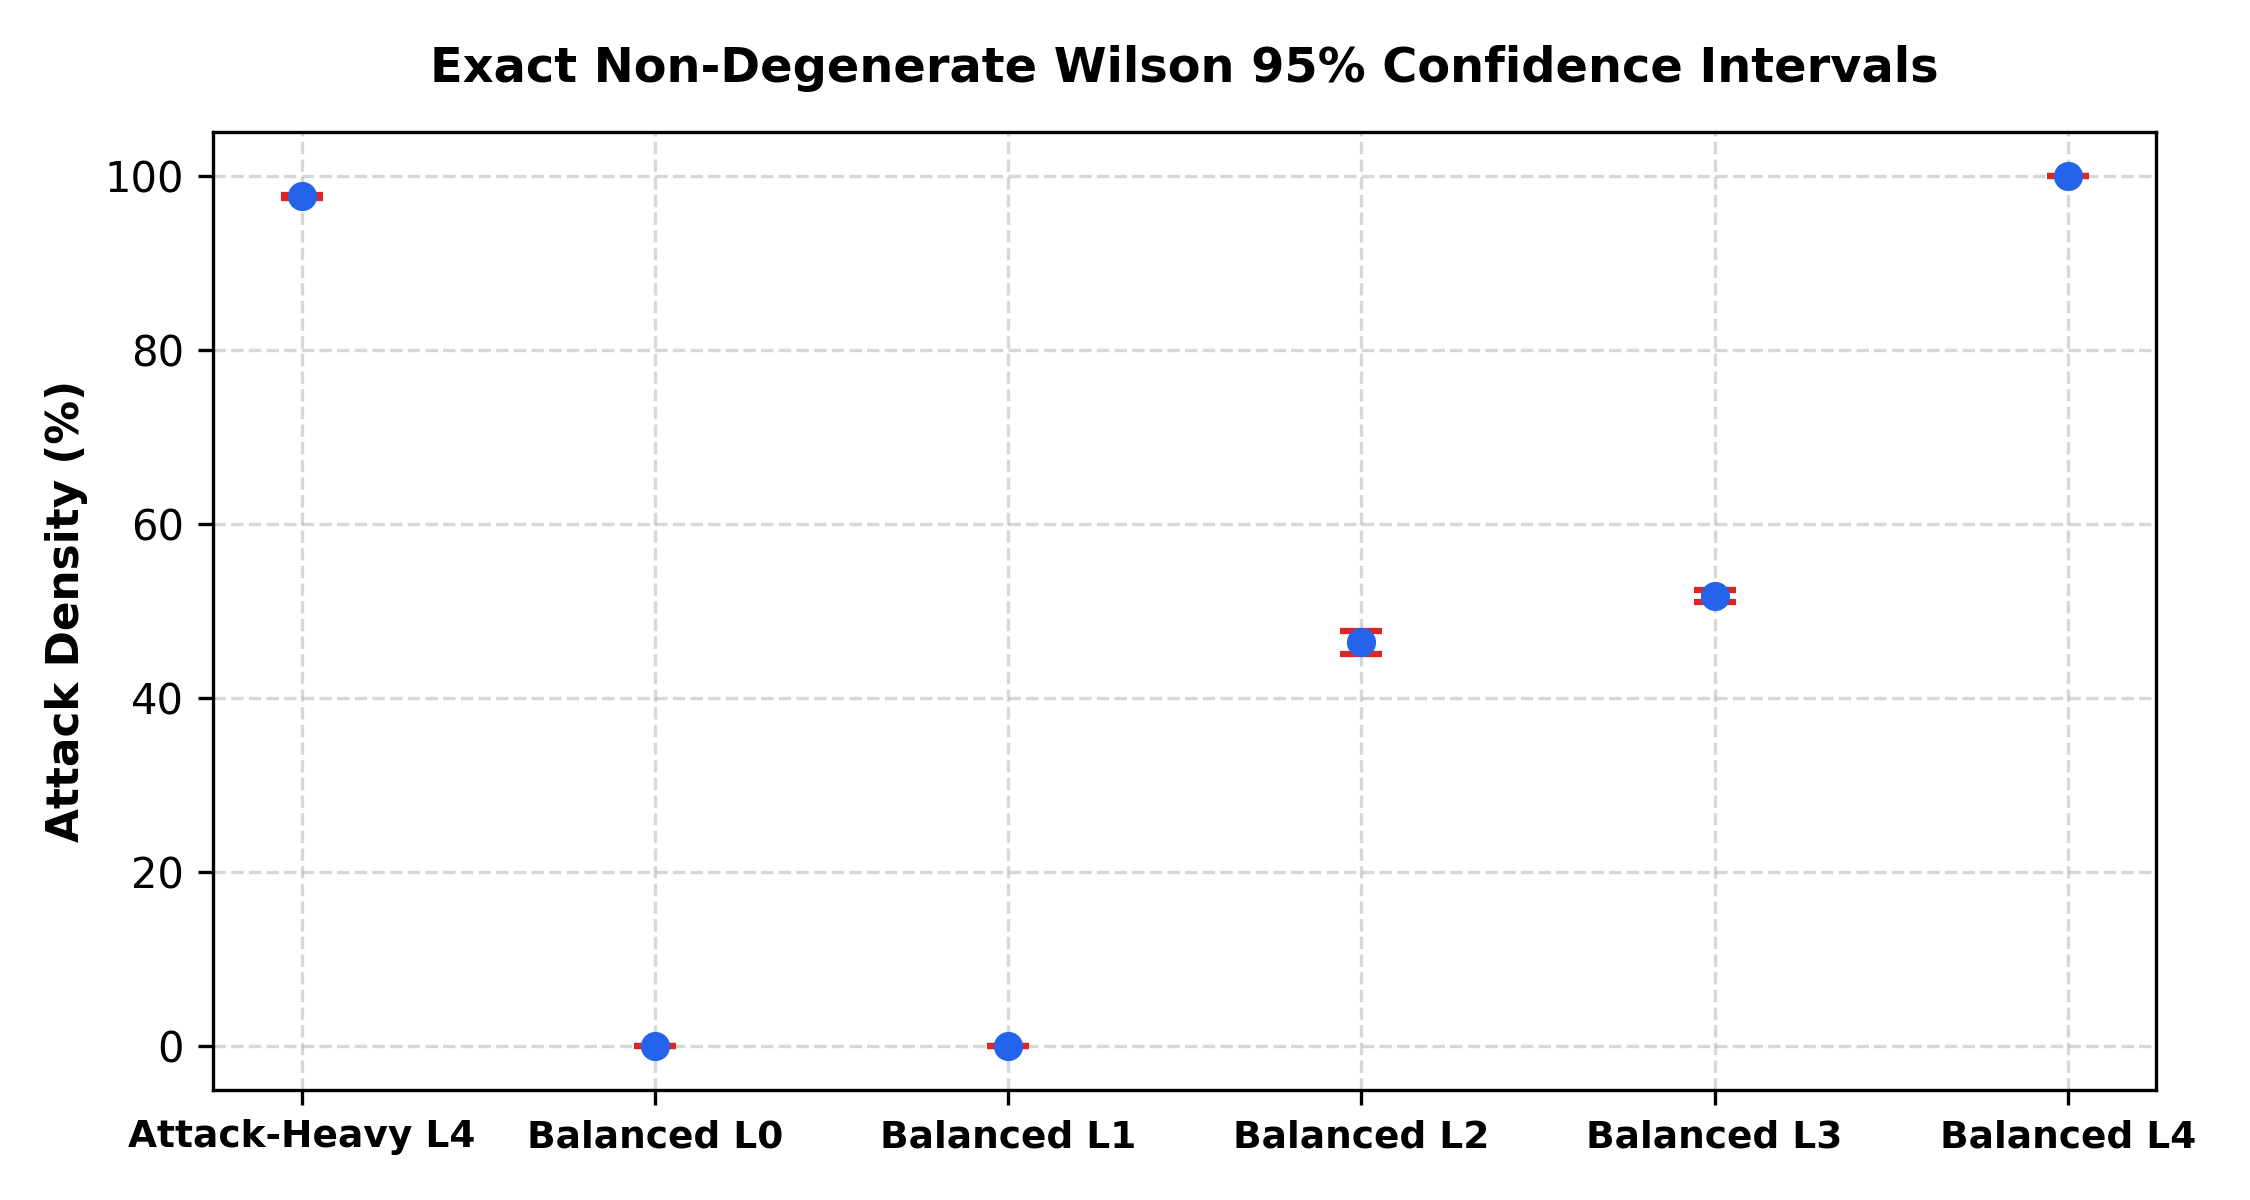 Exact Non-Degenerate Wilson 95% Confidence Intervals
Attack Density (%)
100
80
60
40
20
0
Attack-Heavy L4 Balanced L0 Balanced L1 Balanced L2 Balanced L3 Balanced L4